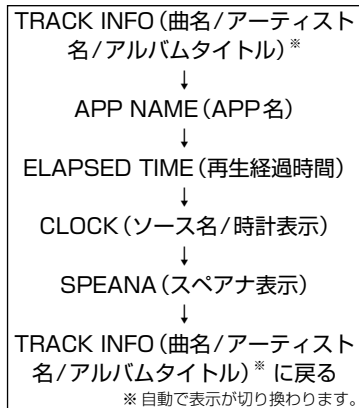 TRACK INFO(曲名/アーティスト
名/アルバムタイトル)※
↓
APP NAME(APP名)
↓
ELAPSED TIME(再生経過時間)
↓
CLOCK(ソース名/時計表示)
↓
SPEANA(スペアナ表示)
↓
TRACK INFO(曲名/アーティスト
名/アルバムタイトル)※ に戻る
※ 自動で表示が切り換わります。